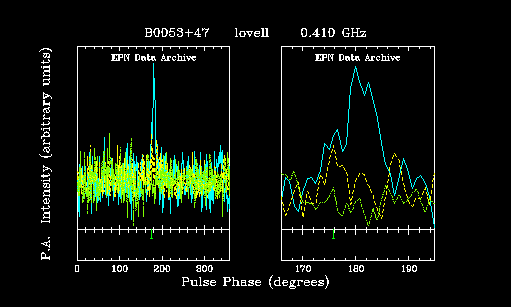 B0053+47 lovell 0.410 GHz
EPN Data Archive EPN Data Archive
P.A. Intensity (arbitrary units)
0 100 200 300 170 180 190
Pulse Phase (degrees)